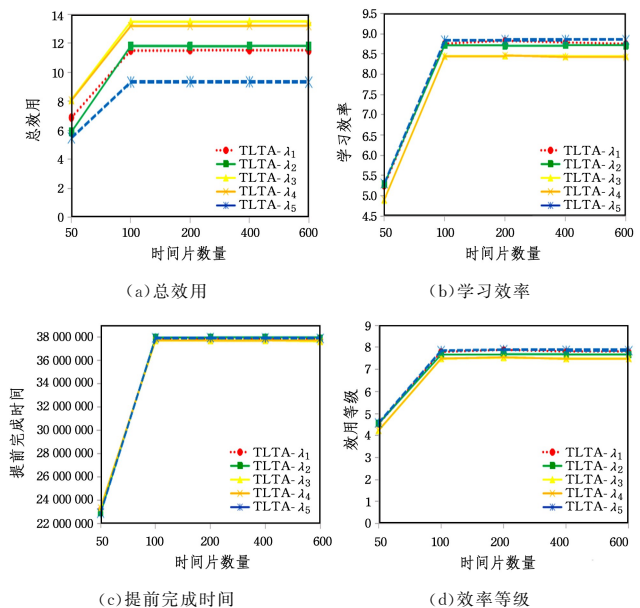 14
12
10
8
6
4
2
0
总效用
TLTA-λ1
TLTA-λ2
TLTA-λ3
TLTA-λ4
TLTA-λ5
50 100 200 400 600
时间片数量
(a)总效用
9.5
9.0
8.5
8.0
7.5
7.0
6.5
6.0
5.5
5.0
4.5
学习效率
TLTA-λ1
TLTA-λ2
TLTA-λ3
TLTA-λ4
TLTA-λ5
50 100 200 400 600
时间片数量
(b)学习效率
38 000 000
36 000 000
34 000 000
32 000 000
30 000 000
28 000 000
26 000 000
24 000 000
22 000 000
提前完成时间
TLTA-λ1
TLTA-λ2
TLTA-λ3
TLTA-λ4
TLTA-λ5
50 100 200 400 600
时间片数量
(c)提前完成时间
9
8
7
6
5
4
3
2
1
0
效用等级
TLTA-λ1
TLTA-λ2
TLTA-λ3
TLTA-λ4
TLTA-λ5
50 100 200 400 600
时间片数量
(d)效率等级